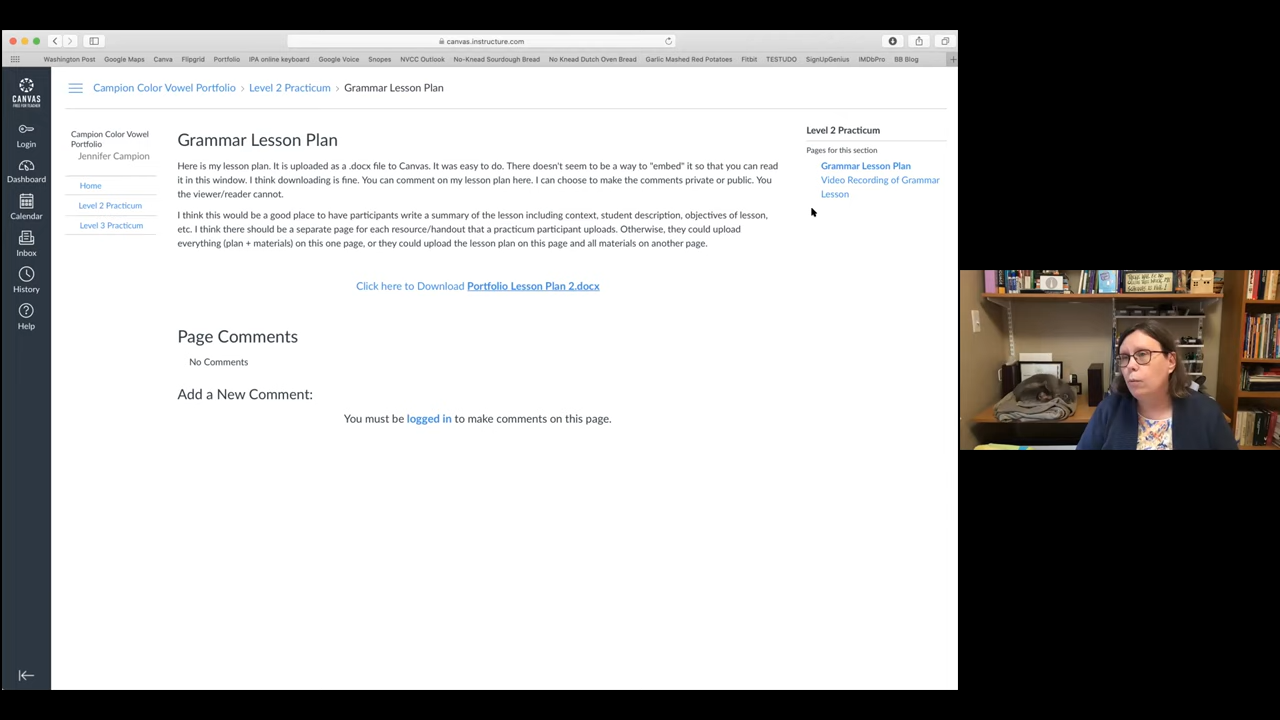 canvas.instructure.com
Washington Post Google Maps Canva Flipgrid Portfolio IPA online keyboard Google Voice Snopes NVCC Outlook No-Knead Sourdough Bread No Knead Dutch Oven Bread Garlic Mashed Red Potatoes Fitbit TESTUDO SignUpGenius IMDbPro BB Blog
CANVAS
FREE FOR TEACHER
Login
Dashboard
Calendar
Inbox
History
Help
Campion Color Vowel Portfolio › Level 2 Practicum › Grammar Lesson Plan
Campion Color Vowel
Portfolio
Jennifer Campion
Home
Level 2 Practicum
Level 3 Practicum
Grammar Lesson Plan
Here is my lesson plan. It is uploaded as a .docx file to Canvas. It was easy to do. There doesn't seem to be a way to "embed" it so that you can read
it in this window. I think downloading is fine. You can comment on my lesson plan here. I can choose to make the comments private or public. You
the viewer/reader cannot.
I think this would be a good place to have participants write a summary of the lesson including context, student description, objectives of lesson,
etc. I think there should be a separate page for each resource/handout that a practicum participant uploads. Otherwise, they could upload
everything (plan + materials) on this one page, or they could upload the lesson plan on this page and all materials on another page.
Click here to Download Portfolio Lesson Plan 2.docx
Page Comments
No Comments
Add a New Comment:
You must be logged in to make comments on this page.
Level 2 Practicum
Pages for this section
Grammar Lesson Plan
Video Recording of Grammar
Lesson